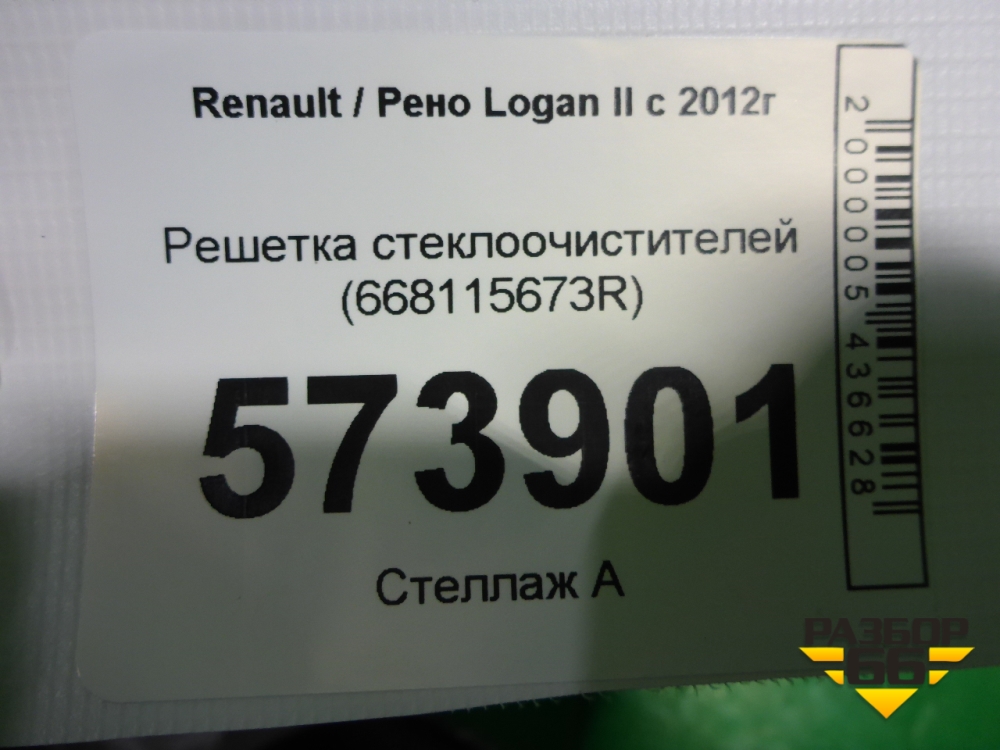 Renault / Рено Logan II с 2012г
Решетка стеклоочистителей
(668115673R)
573901
Стеллаж А
2000005436628
РАЗБОР
66